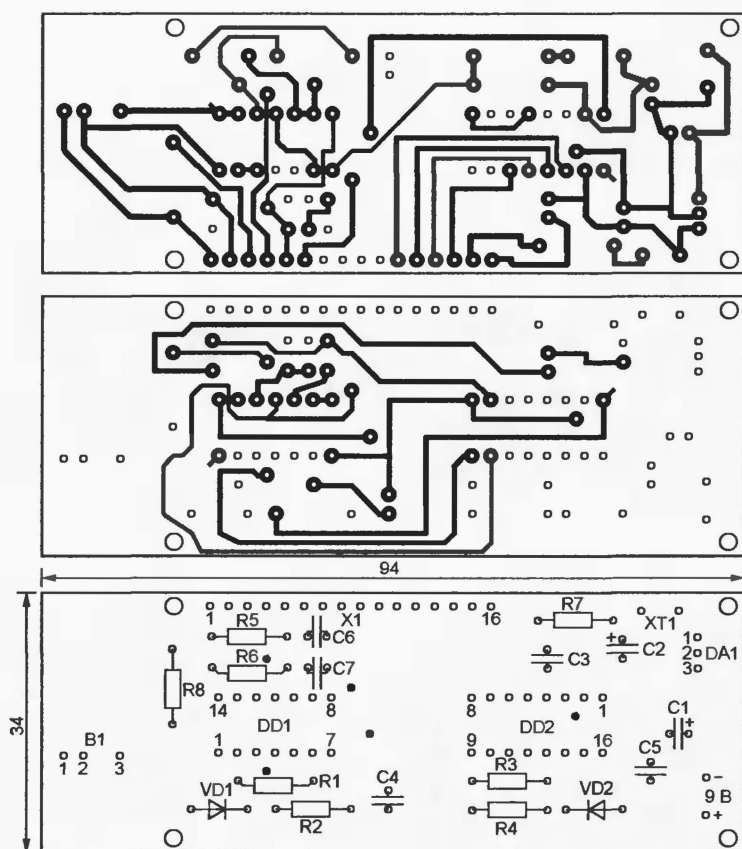 94
34
1
R5
X1
16
R7
XT1
C6
C2
+
1
2
3
DA1
R6
C7
C3
R8
14
8
8
1
C1
+
DD1
DD2
B1
1
2
3
1
7
9
16
C5
R1
C4
R3
VD1
VD2
R2
R4
−
9 В
+